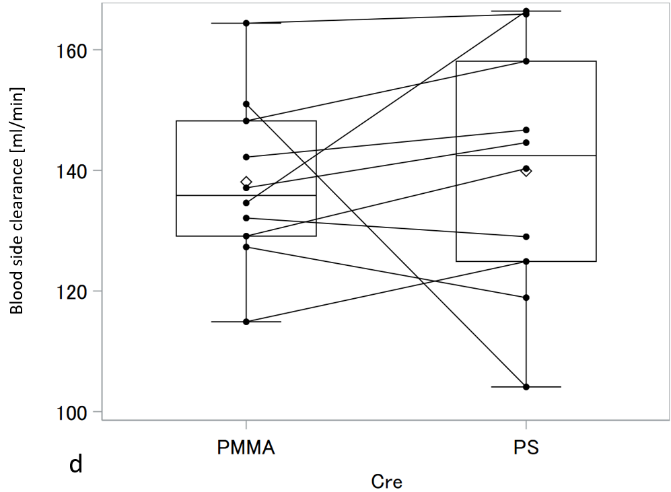 Blood side clearance [ml/min]
160
140
120
100
PMMA PS
d
Cre